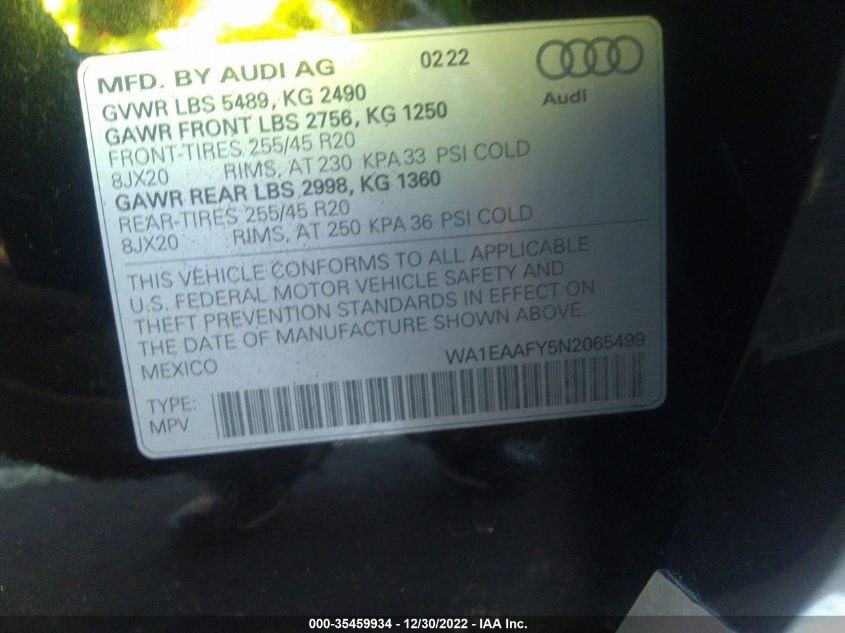 MFD. BY AUDI AG 02 22
Audi
GVWR LBS 5489, KG 2490
GAWR FRONT LBS 2756, KG 1250
FRONT-TIRES 255/45 R20
8JX20 RIMS, AT 230 KPA 33 PSI COLD
GAWR REAR LBS 2998, KG 1360
REAR-TIRES 255/45 R20
8JX20 RIMS, AT 250 KPA 36 PSI COLD
THIS VEHICLE CONFORMS TO ALL APPLICABLE
U.S. FEDERAL MOTOR VEHICLE SAFETY AND
THEFT PREVENTION STANDARDS IN EFFECT ON
THE DATE OF MANUFACTURE SHOWN ABOVE.
MEXICO WA1EAAFY5N2065499
TYPE:
MPV
000-35459934 - 12/30/2022 - IAA Inc.